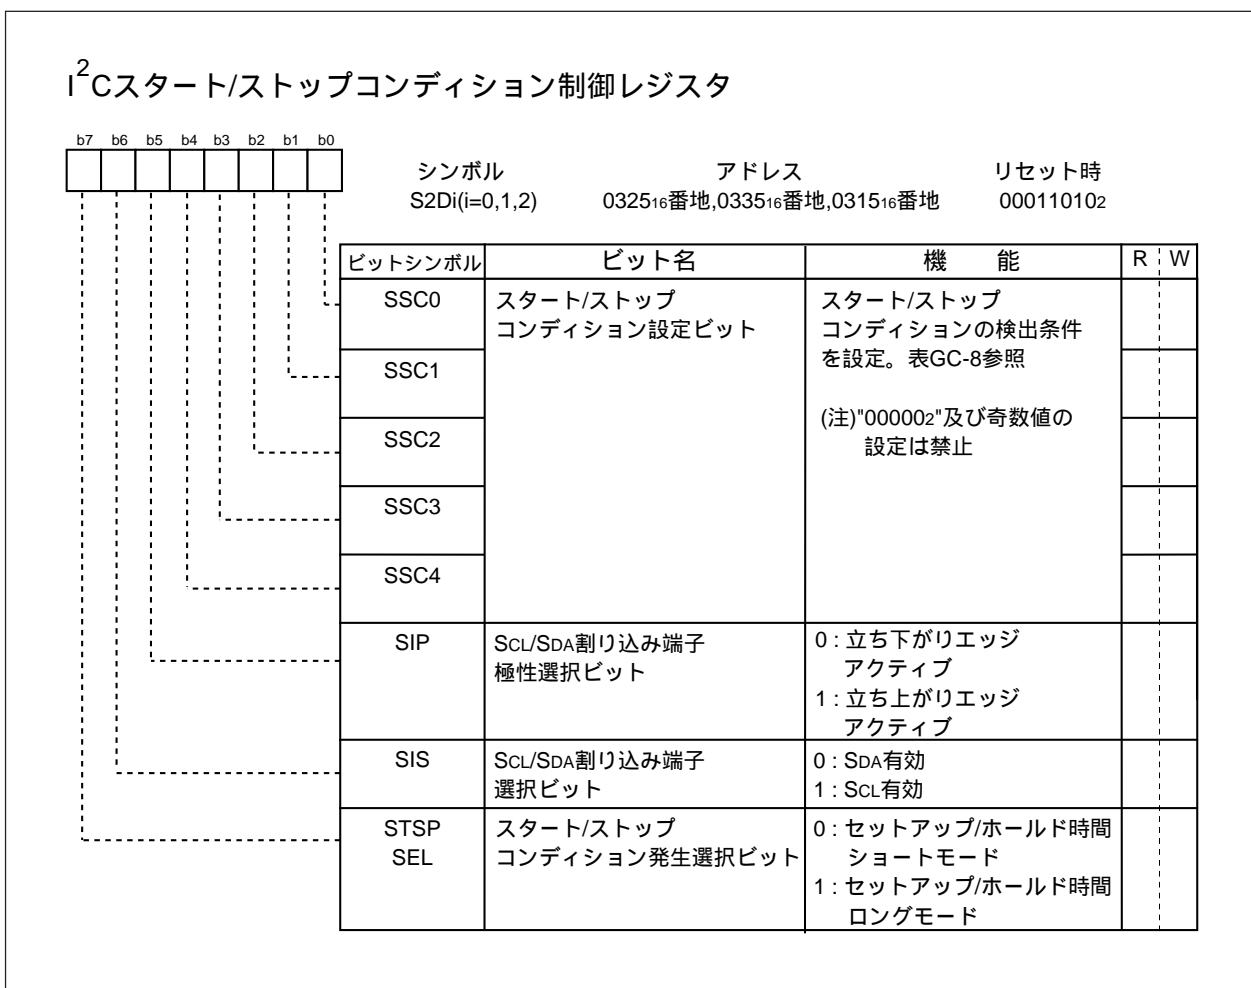 I²Cスタート/ストップコンディション制御レジスタ
b7 b6 b5 b4 b3 b2 b1 b0
シンボル アドレス リセット時
S2Di(i=0,1,2) 0325₁₆番地,0335₁₆番地,0315₁₆番地 00011010₂
ビットシンボル ビット名 機 能 R W
SSC0 スタート/ストップ スタート/ストップ
コンディション設定ビット コンディションの検出条件
を設定。表GC-8参照
SSC1
(注)"00000₂"及び奇数値の
SSC2 設定は禁止
SSC3
SSC4
SIP SCL/SDA割り込み端子 0 : 立ち下がりエッジ
極性選択ビット アクティブ
1 : 立ち上がりエッジ
アクティブ
SIS SCL/SDA割り込み端子 0 : SDA有効
選択ビット 1 : SCL有効
STSP スタート/ストップ 0 : セットアップ/ホールド時間
SEL コンディション発生選択ビット ショートモード
1 : セットアップ/ホールド時間
ロングモード